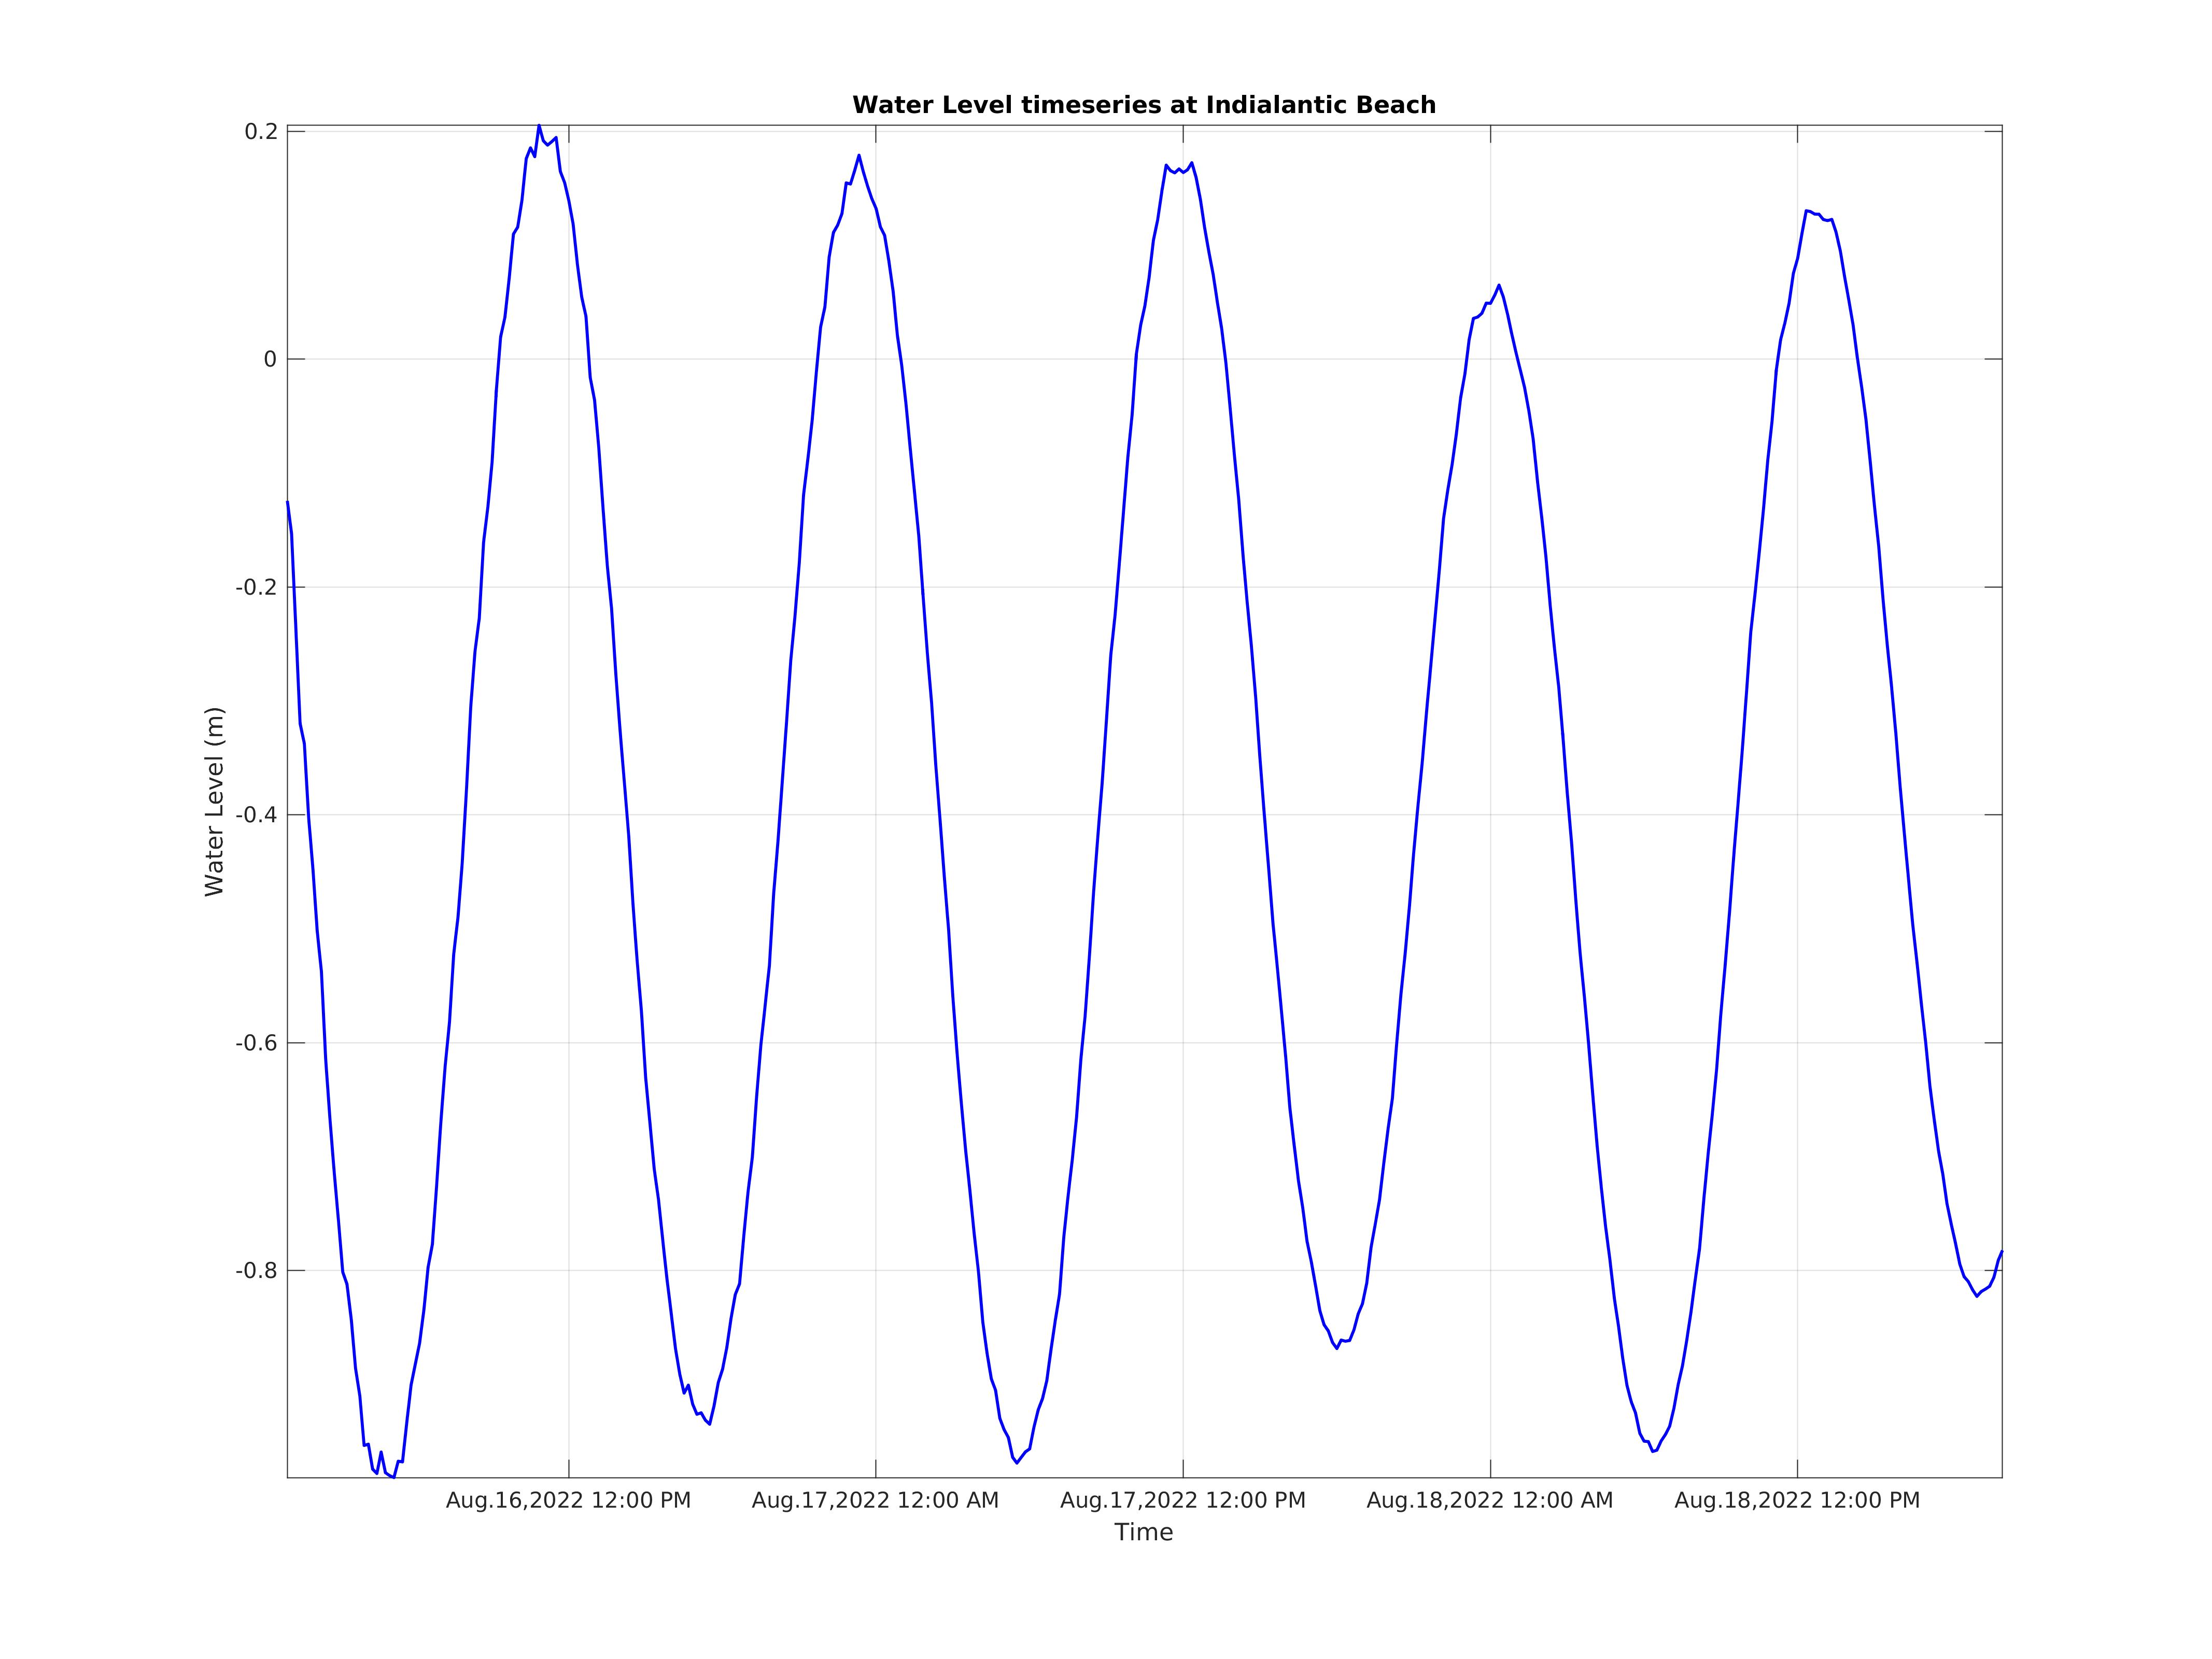 Water Level timeseries at Indialantic Beach
0.2
0
-0.2
-0.4
-0.6
-0.8
Water Level (m)
Aug.16,2022 12:00 PM
Aug.17,2022 12:00 AM
Aug.17,2022 12:00 PM
Aug.18,2022 12:00 AM
Aug.18,2022 12:00 PM
Time